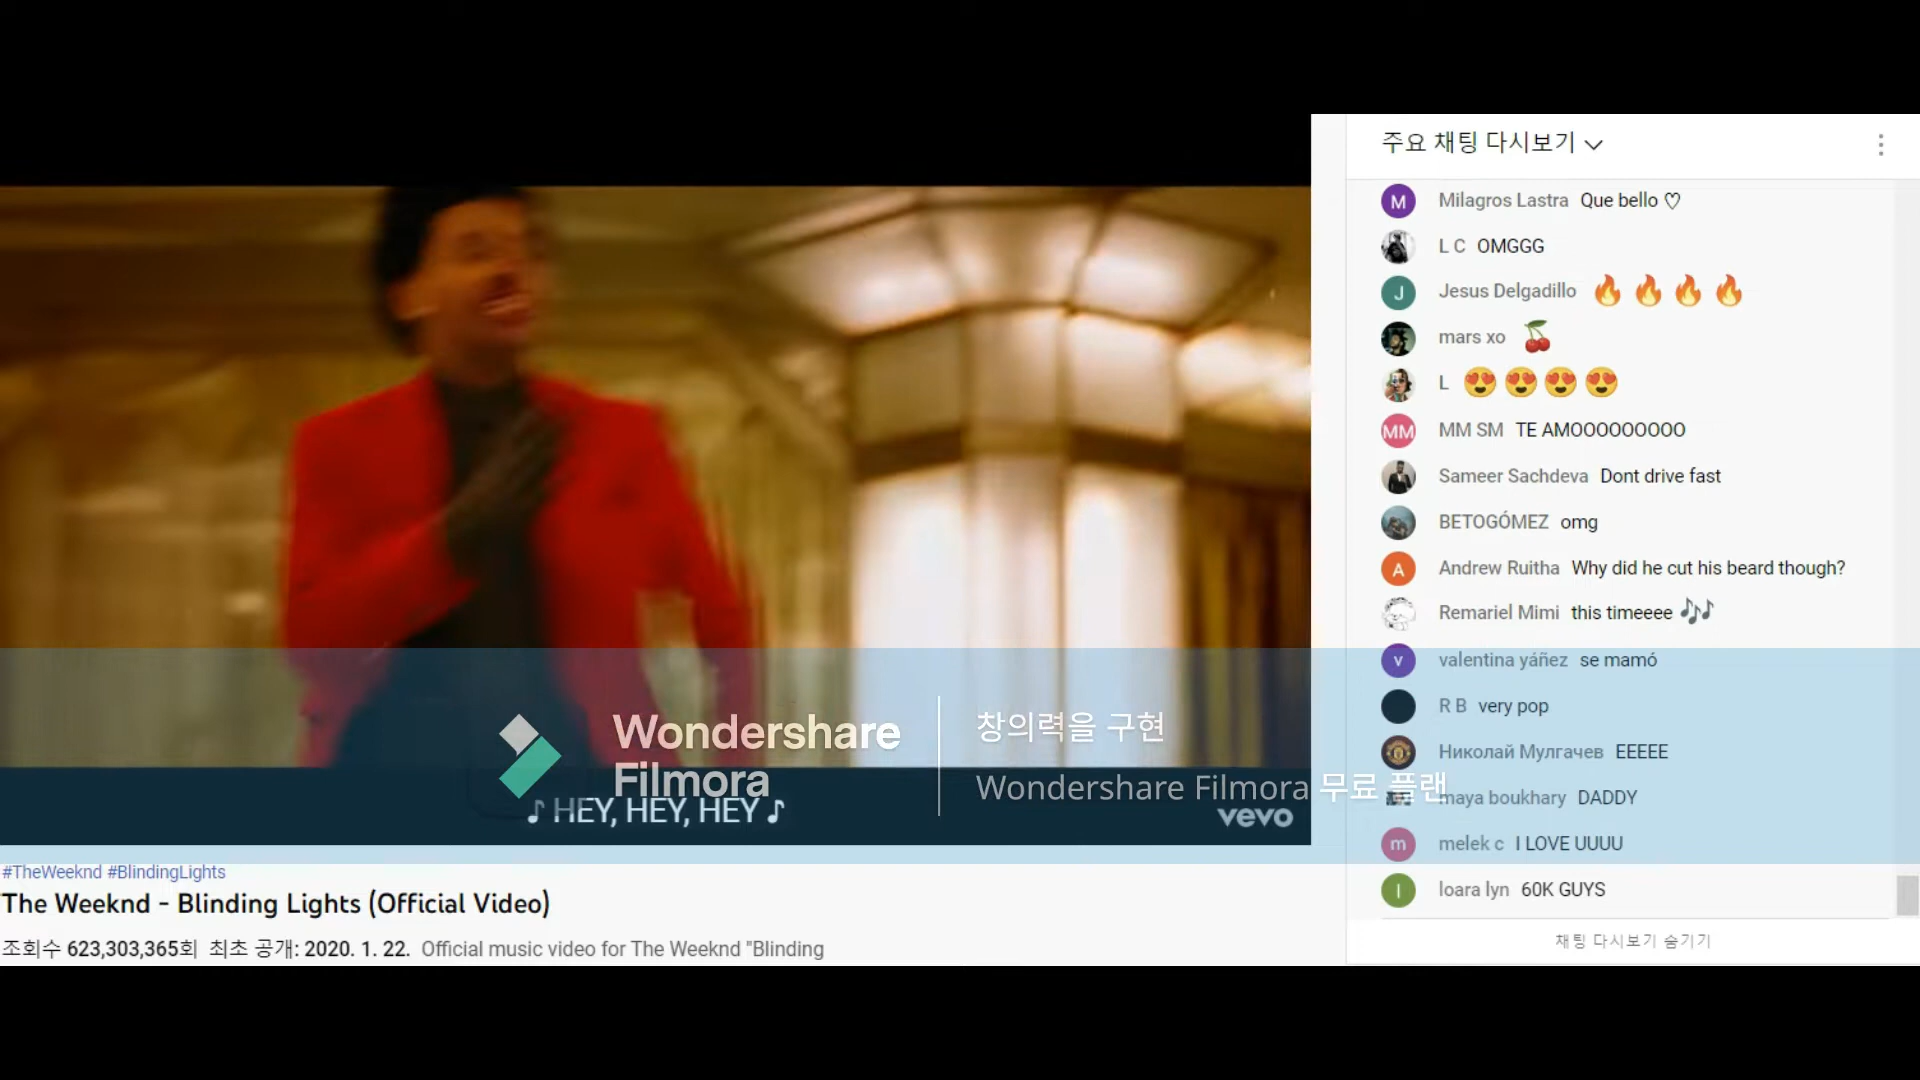 주요 채팅 다시보기
M Milagros Lastra Que bello ♡
L C OMGGG
J Jesus Delgadillo 🔥🔥🔥🔥
mars xo 🍒
L 😍😍😍😍
MM MM SM TE AMOOOOOOOOO
Sameer Sachdeva Dont drive fast
BETOGÓMEZ omg
A Andrew Ruitha Why did he cut his beard though?
Remariel Mimi this timeeee 🎶
v valentina yáñez se mamó
R B very pop
Николай Мулгачев EEEEE
maya boukhary DADDY
m melek c I LOVE UUUU
l loara lyn 60K GUYS
채팅 다시보기 숨기기
Wondershare
Filmora
창의력을 구현
Wondershare Filmora 무료 플랜
♪ HEY, HEY, HEY ♪
vevo
#TheWeeknd #BlindingLights
The Weeknd - Blinding Lights (Official Video)
조회수 623,303,365회 최초 공개: 2020. 1. 22. Official music video for The Weeknd "Blinding